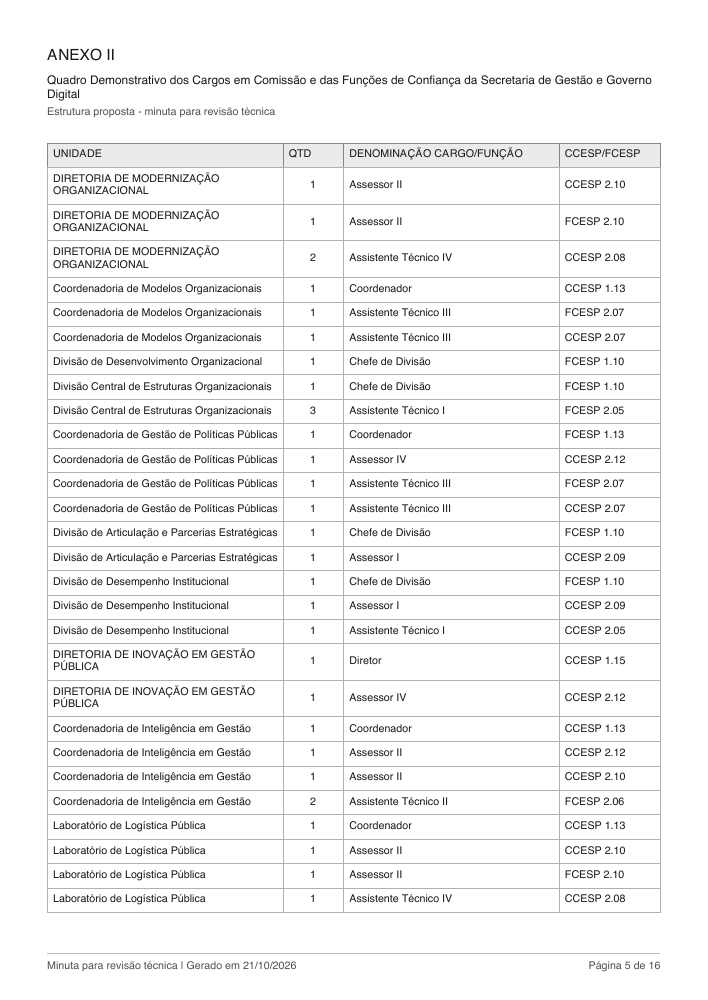 ANEXO II
Quadro Demonstrativo dos Cargos em Comissão e das Funções de Confiança da Secretaria de Gestão e Governo
Digital
Estrutura proposta - minuta para revisão técnica
UNIDADE QTD DENOMINAÇÃO CARGO/FUNÇÃO CCESP/FCESP
DIRETORIA DE MODERNIZAÇÃO
ORGANIZACIONAL 1 Assessor II CCESP 2.10
DIRETORIA DE MODERNIZAÇÃO
ORGANIZACIONAL 1 Assessor II FCESP 2.10
DIRETORIA DE MODERNIZAÇÃO
ORGANIZACIONAL 2 Assistente Técnico IV CCESP 2.08
Coordenadoria de Modelos Organizacionais 1 Coordenador CCESP 1.13
Coordenadoria de Modelos Organizacionais 1 Assistente Técnico III FCESP 2.07
Coordenadoria de Modelos Organizacionais 1 Assistente Técnico III CCESP 2.07
Divisão de Desenvolvimento Organizacional 1 Chefe de Divisão FCESP 1.10
Divisão Central de Estruturas Organizacionais 1 Chefe de Divisão FCESP 1.10
Divisão Central de Estruturas Organizacionais 3 Assistente Técnico I FCESP 2.05
Coordenadoria de Gestão de Políticas Públicas 1 Coordenador FCESP 1.13
Coordenadoria de Gestão de Políticas Públicas 1 Assessor IV CCESP 2.12
Coordenadoria de Gestão de Políticas Públicas 1 Assistente Técnico III FCESP 2.07
Coordenadoria de Gestão de Políticas Públicas 1 Assistente Técnico III CCESP 2.07
Divisão de Articulação e Parcerias Estratégicas 1 Chefe de Divisão FCESP 1.10
Divisão de Articulação e Parcerias Estratégicas 1 Assessor I CCESP 2.09
Divisão de Desempenho Institucional 1 Chefe de Divisão FCESP 1.10
Divisão de Desempenho Institucional 1 Assessor I CCESP 2.09
Divisão de Desempenho Institucional 1 Assistente Técnico I CCESP 2.05
DIRETORIA DE INOVAÇÃO EM GESTÃO
PÚBLICA 1 Diretor CCESP 1.15
DIRETORIA DE INOVAÇÃO EM GESTÃO
PÚBLICA 1 Assessor IV CCESP 2.12
Coordenadoria de Inteligência em Gestão 1 Coordenador CCESP 1.13
Coordenadoria de Inteligência em Gestão 1 Assessor II CCESP 2.12
Coordenadoria de Inteligência em Gestão 1 Assessor II CCESP 2.10
Coordenadoria de Inteligência em Gestão 2 Assistente Técnico II FCESP 2.06
Laboratório de Logística Pública 1 Coordenador CCESP 1.13
Laboratório de Logística Pública 1 Assessor II CCESP 2.10
Laboratório de Logística Pública 1 Assessor II FCESP 2.10
Laboratório de Logística Pública 1 Assistente Técnico IV CCESP 2.08
Minuta para revisão técnica | Gerado em 21/10/2026 Página 5 de 16